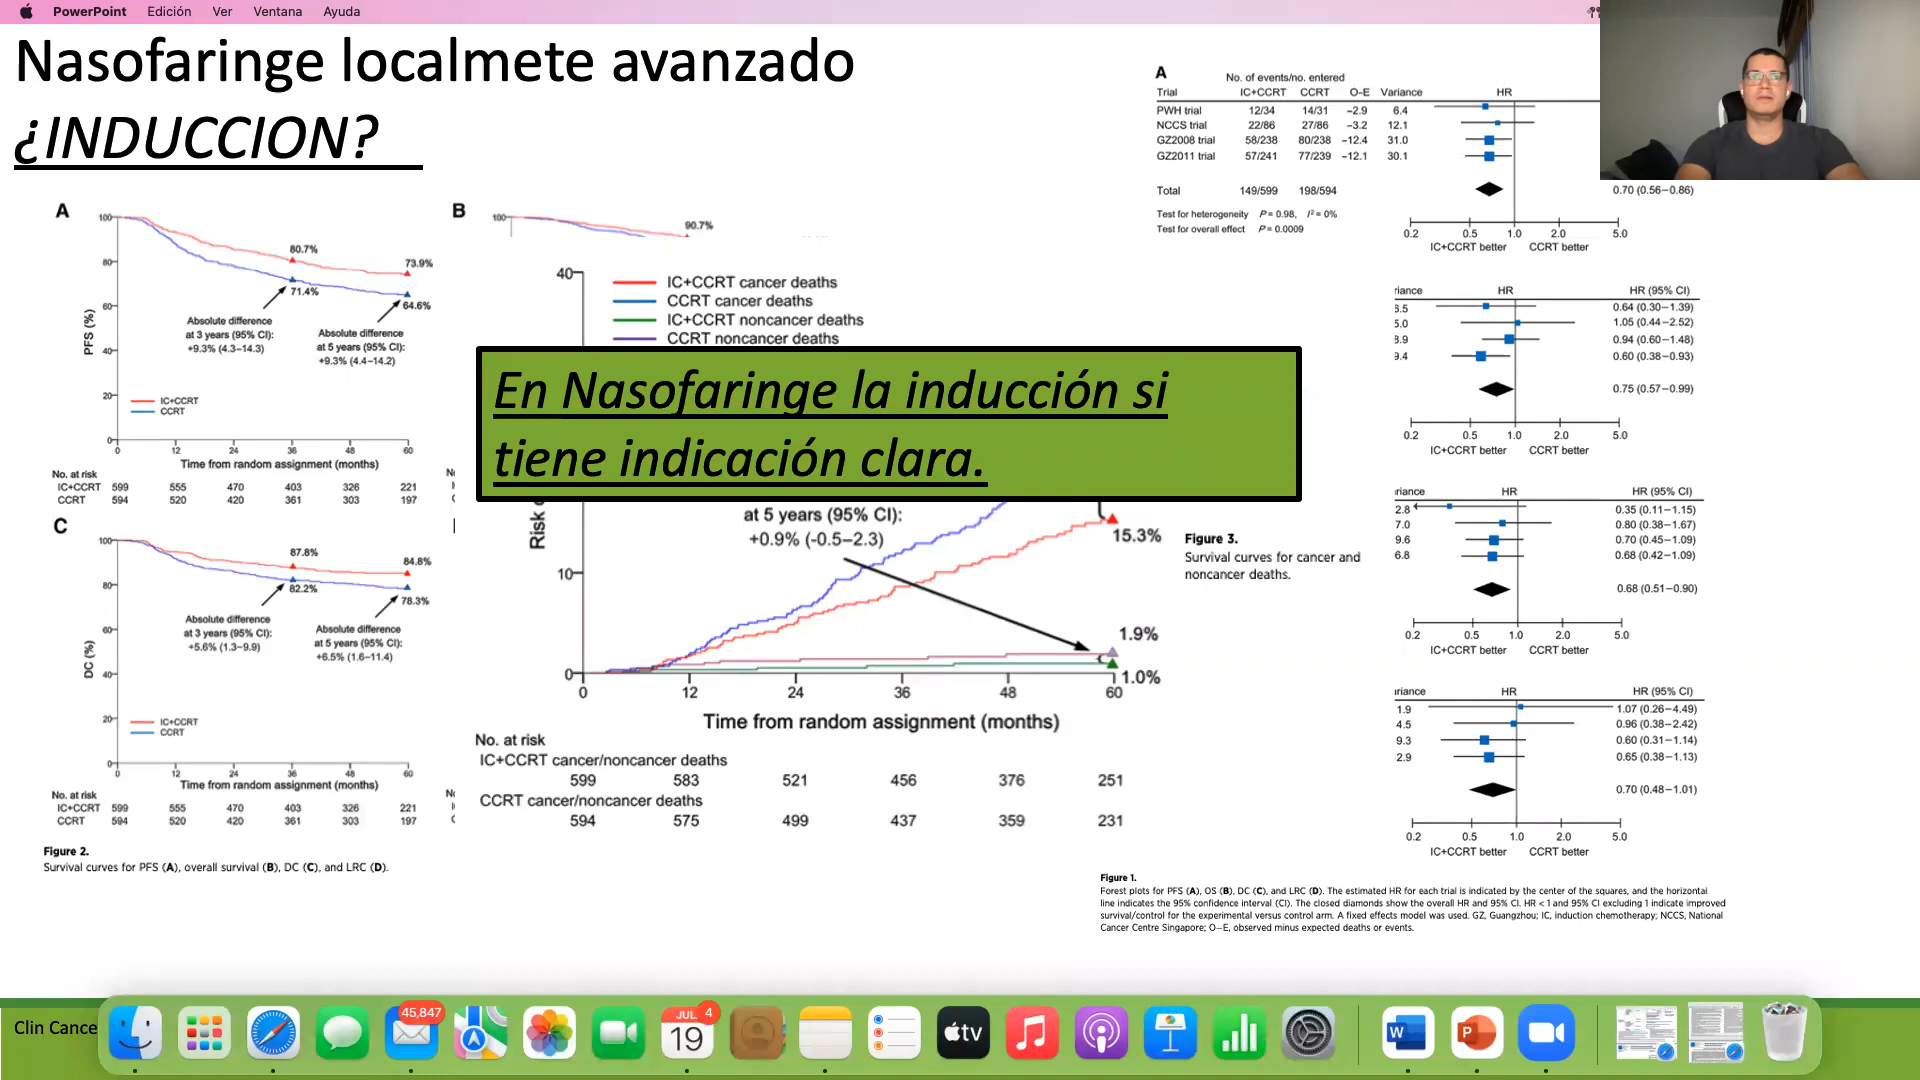 PowerPoint Edición Ver Ventana Ayuda
Nasofaringe localmete avanzado
¿INDUCCION?
A
100
80
60
40
20
0
PFS (%)
80.7%
73.9%
71.4%
64.6%
Absolute difference
at 3 years (95% CI):
+9.3% (4.3–14.3)
Absolute difference
at 5 years (95% CI):
+9.3% (4.4–14.2)
IC+CCRT
CCRT
0 12 24 36 48 60
Time from random assignment (months)
No. at risk
IC+CCRT 599 555 470 403 326 221
CCRT 594 520 420 361 303 197
B
100
90.7%
C
100
80
60
40
20
0
DC (%)
87.8%
84.8%
82.2%
78.3%
Absolute difference
at 3 years (95% CI):
+5.6% (1.3–9.9)
Absolute difference
at 5 years (95% CI):
+6.5% (1.6–11.4)
IC+CCRT
CCRT
0 12 24 36 48 60
Time from random assignment (months)
No. at risk
IC+CCRT 599 555 470 403 326 221
CCRT 594 520 420 361 303 197
Figure 2.
Survival curves for PFS (A), overall survival (B), DC (C), and LRC (D).
40
IC+CCRT cancer deaths
CCRT cancer deaths
IC+CCRT noncancer deaths
CCRT noncancer deaths
En Nasofaringe la inducción si
tiene indicación clara.
Risk
at 5 years (95% CI):
+0.9% (-0.5–2.3)
15.3%
10
1.9%
0
1.0%
0 12 24 36 48 60
Time from random assignment (months)
No. at risk
IC+CCRT cancer/noncancer deaths
599 583 521 456 376 251
CCRT cancer/noncancer deaths
594 575 499 437 359 231
Figure 3.
Survival curves for cancer and
noncancer deaths.
A
No. of events/no. entered
Trial IC+CCRT CCRT O–E Variance HR
PWH trial 12/34 14/31 –2.9 6.4
NCCS trial 22/86 27/86 –3.2 12.1
GZ2008 trial 58/238 80/238 –12.4 31.0
GZ2011 trial 57/241 77/239 –12.1 30.1
Total 149/599 198/594 0.70 (0.56–0.86)
Test for heterogeneity P = 0.98, I² = 0%
Test for overall effect P = 0.0009
0.2 0.5 1.0 2.0 5.0
IC+CCRT better CCRT better
riance HR HR (95% CI)
6.5 0.64 (0.30–1.39)
5.0 1.05 (0.44–2.52)
8.9 0.94 (0.60–1.48)
9.4 0.60 (0.38–0.93)
0.75 (0.57–0.99)
0.2 0.5 1.0 2.0 5.0
IC+CCRT better CCRT better
riance HR HR (95% CI)
2.8 0.35 (0.11–1.15)
7.0 0.80 (0.38–1.67)
9.6 0.70 (0.45–1.09)
6.8 0.68 (0.42–1.09)
0.68 (0.51–0.90)
0.2 0.5 1.0 2.0 5.0
IC+CCRT better CCRT better
riance HR HR (95% CI)
1.9 1.07 (0.26–4.49)
4.5 0.96 (0.38–2.42)
9.3 0.60 (0.31–1.14)
2.9 0.65 (0.38–1.13)
0.70 (0.48–1.01)
0.2 0.5 1.0 2.0 5.0
IC+CCRT better CCRT better
Figure 1.
Forest plots for PFS (A), OS (B), DC (C), and LRC (D). The estimated HR for each trial is indicated by the center of the squares, and the horizontal
line indicates the 95% confidence interval (CI). The closed diamonds show the overall HR and 95% CI. HR < 1 and 95% CI excluding 1 indicate improved
survival/control for the experimental versus control arm. A fixed effects model was used. GZ, Guangzhou; IC, induction chemotherapy; NCCS, National
Cancer Centre Singapore; O–E, observed minus expected deaths or events.
Clin Cance
45,847
JUL 4
19
tv
W
P